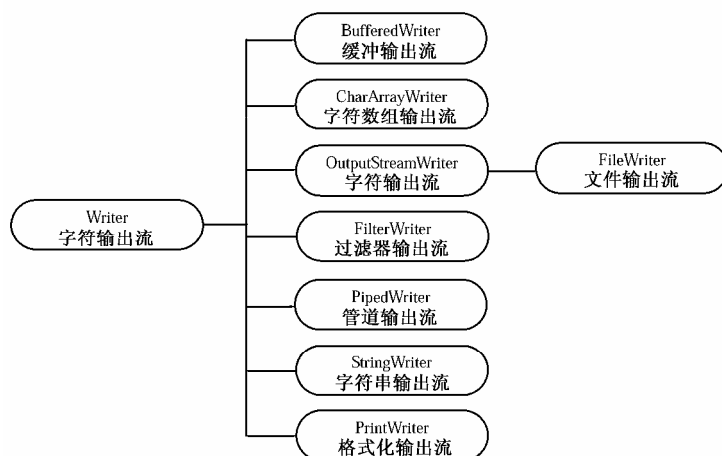 BufferedWriter
缓冲输出流
CharArrayWriter
字符数组输出流
OutputStreamWriter
字符输出流
FileWriter
文件输出流
Writer
字符输出流
FilterWriter
过滤器输出流
PipedWriter
管道输出流
StringWriter
字符串输出流
PrintWriter
格式化输出流